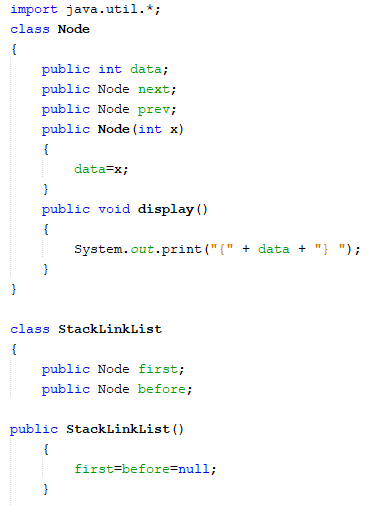 import java.util.*;
class Node
{
public int data;
public Node next;
public Node prev;
public Node(int x)
{
data=x;
}
public void display()
{
System.out.print("{" + data + "} ");
}
}
class StackLinkList
{
public Node first;
public Node before;
public StackLinkList()
{
first=before=null;
}